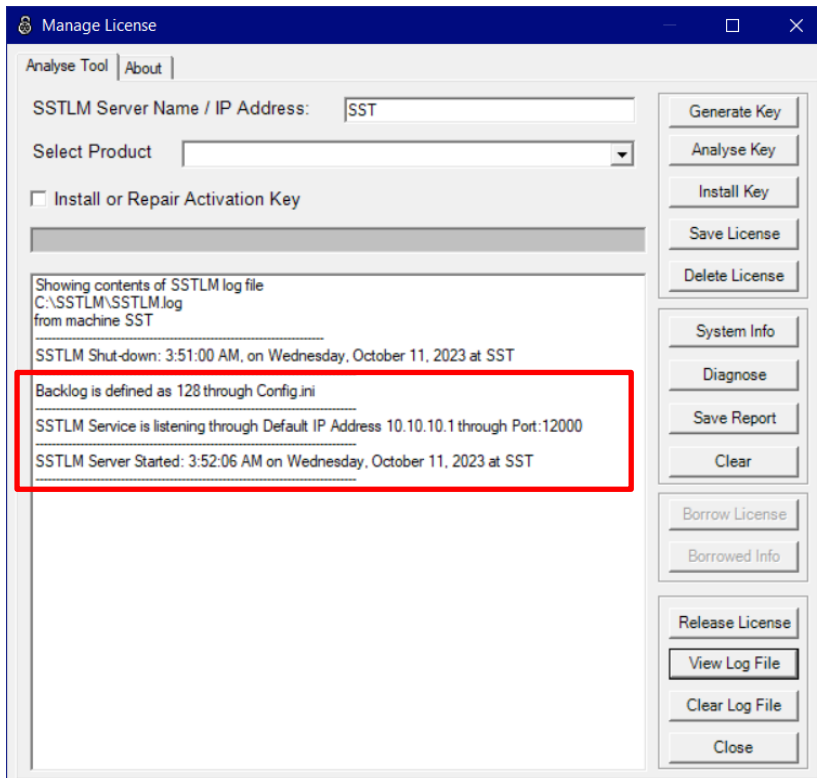 Manage License
Analyse Tool
About
SSTLM Server Name / IP Address:
SST
Select Product
Install or Repair Activation Key
Showing contents of SSTLM log file
C:\SSTLM\SSTLM.log
from machine SST
SSTLM Shut-down: 3:51:00 AM, on Wednesday, October 11, 2023 at SST
Backlog is defined as 128 through Config.ini
SSTLM Service is listening through Default IP Address 10.10.10.1 through Port:12000
SSTLM Server Started: 3:52:06 AM on Wednesday, October 11, 2023 at SST
Generate Key
Analyse Key
Install Key
Save License
Delete License
System Info
Diagnose
Save Report
Clear
Borrow License
Borrowed Info
Release License
View Log File
Clear Log File
Close